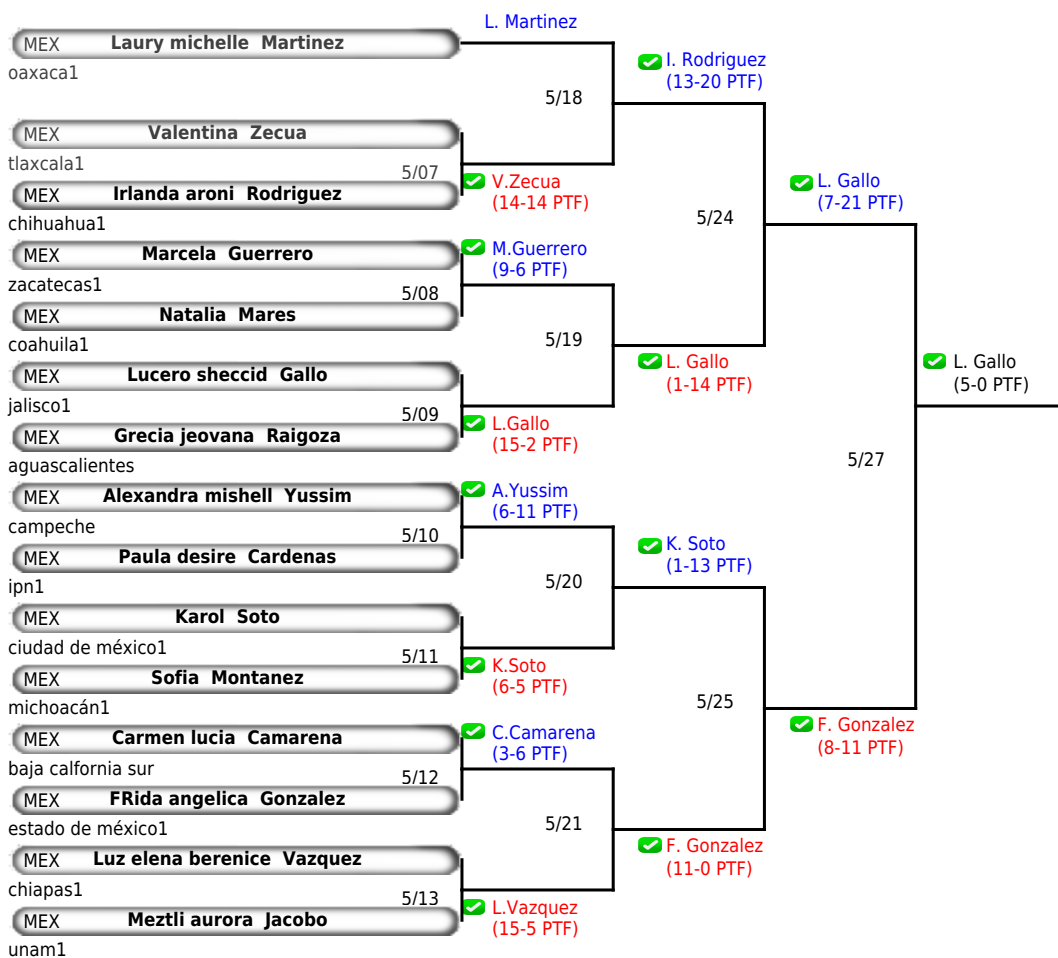 L. Martinez
MEX Laury michelle Martinez
oaxaca1
I. Rodriguez
(13-20 PTF)
5/18
MEX Valentina Zecua
tlaxcala1
5/07
V.Zecua
(14-14 PTF)
L. Gallo
(7-21 PTF)
MEX Irlanda aroni Rodriguez
chihuahua1
5/24
MEX Marcela Guerrero
M.Guerrero
(9-6 PTF)
zacatecas1
5/08
MEX Natalia Mares
coahuila1
5/19
L. Gallo
(1-14 PTF)
L. Gallo
(5-0 PTF)
MEX Lucero sheccid Gallo
jalisco1
5/09
L.Gallo
(15-2 PTF)
MEX Grecia jeovana Raigoza
aguascalientes
5/27
MEX Alexandra mishell Yussim
A.Yussim
(6-11 PTF)
campeche
5/10
K. Soto
(1-13 PTF)
MEX Paula desire Cardenas
ipn1
5/20
MEX Karol Soto
ciudad de méxico1
5/11
K.Soto
(6-5 PTF)
MEX Sofia Montanez
michoacán1
5/25
F. Gonzalez
(8-11 PTF)
MEX Carmen lucia Camarena
C.Camarena
(3-6 PTF)
baja calfornia sur
5/12
MEX FRida angelica Gonzalez
estado de méxico1
5/21
F. Gonzalez
(11-0 PTF)
MEX Luz elena berenice Vazquez
chiapas1
5/13
L.Vazquez
(15-5 PTF)
MEX Meztli aurora Jacobo
unam1